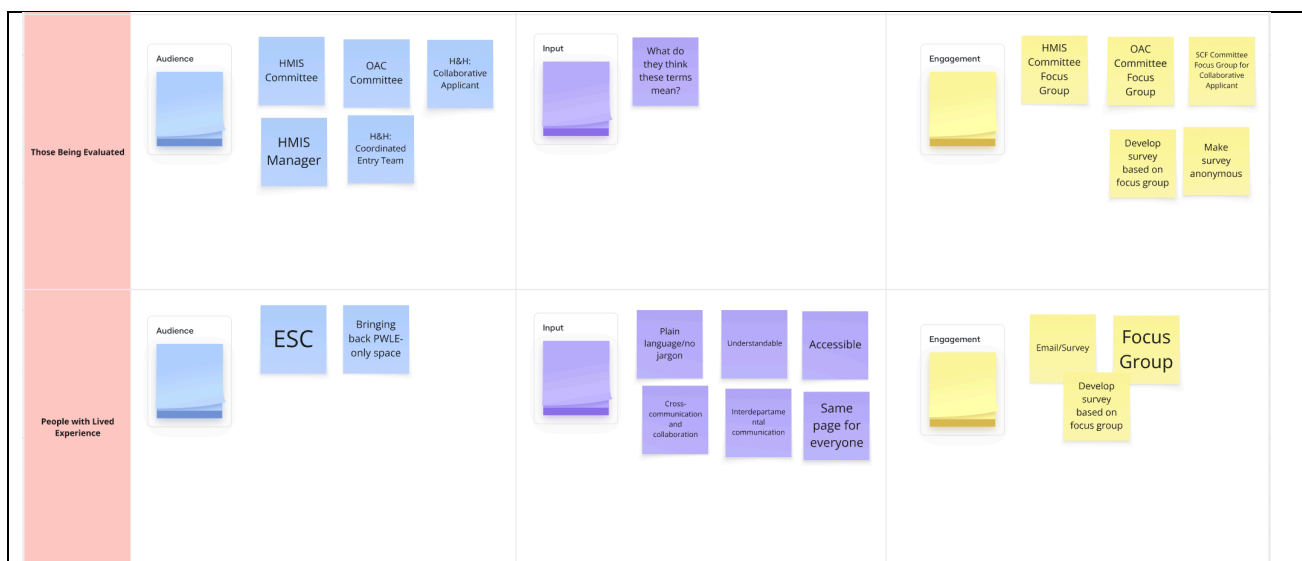 Those Being Evaluated
Audience
HMIS
Committee
OAC
Committee
H&H:
Collaborative
Applicant
HMIS
Manager
H&H:
Coordinated
Entry Team
Input
What do
they think
these terms
mean?
Engagement
HMIS
Committee
Focus
Group
OAC
Committee
Focus
Group
SCF Committee
Focus Group for
Collaborative
Applicant
Develop
survey
based on
focus group
Make
survey
anonymous
People with Lived
Experience
Audience
ESC
Bringing
back PWLE-
only space
Input
Plain
language/no
jargon
Understandable
Accessible
Cross-
communication
and
collaboration
Interdepartame
ntal
communication
Same
page for
everyone
Engagement
Email/Survey
Focus
Group
Develop
survey
based on
focus group